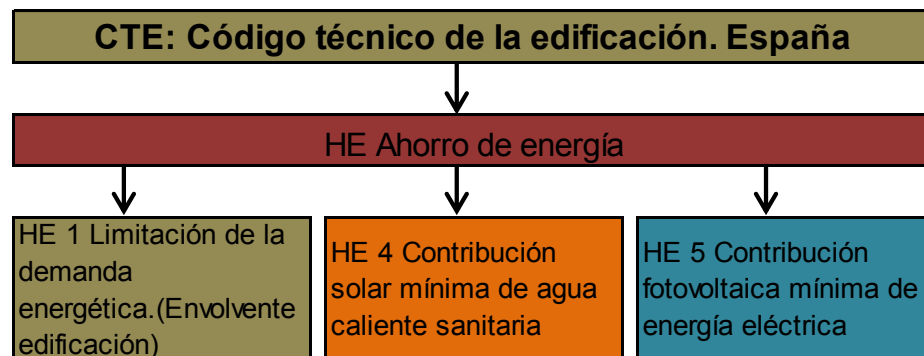 CTE: Código técnico de la edificación. España
HE Ahorro de energía
HE 1 Limitación de la
demanda
energética.(Envolvente
edificación)
HE 4 Contribución
solar mínima de agua
caliente sanitaria
HE 5 Contribución
fotovoltaica mínima de
energía eléctrica